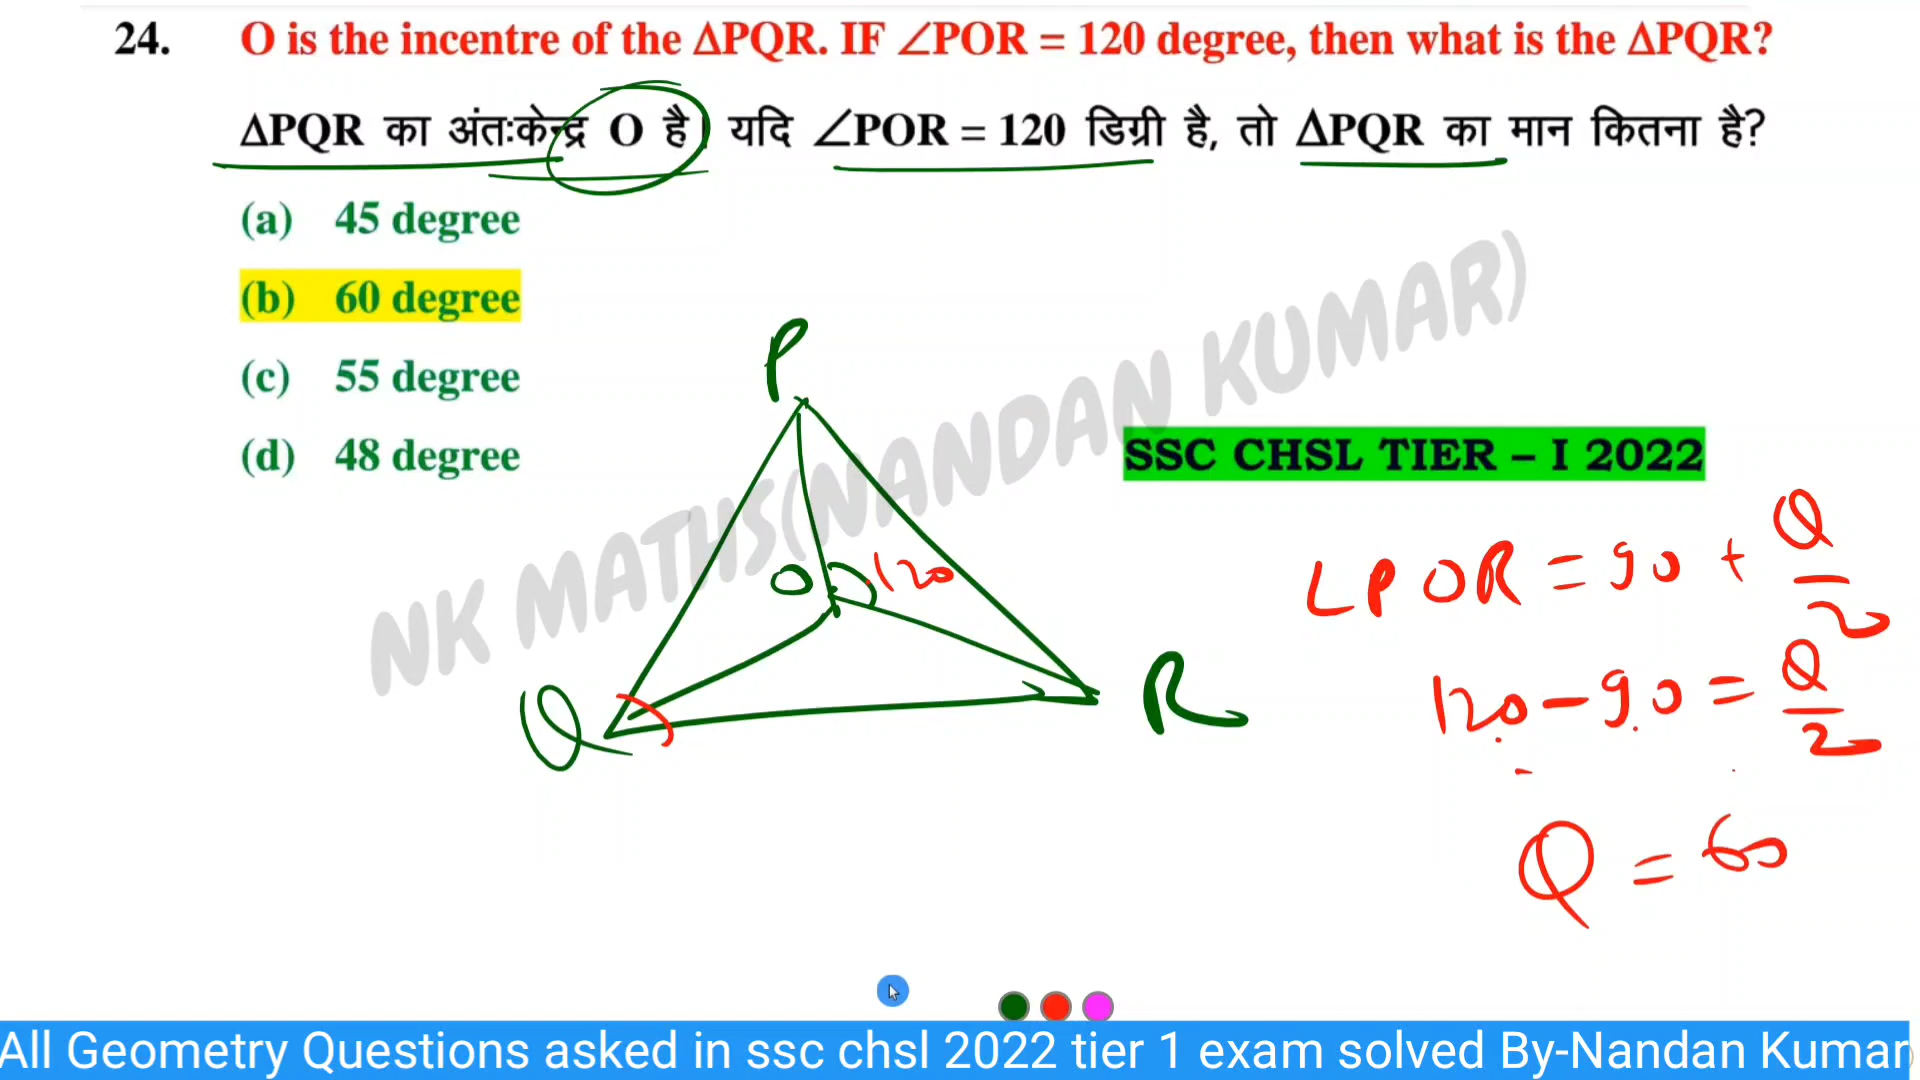 24. O is the incentre of the ΔPQR. IF ∠POR = 120 degree, then what is the ΔPQR?
ΔPQR का अंतःकेन्द्र O है। यदि ∠POR = 120 डिग्री है, तो ΔPQR का मान कितना है?
(a) 45 degree
(b) 60 degree
(c) 55 degree
(d) 48 degree
NK MATHS(NANDAN KUMAR)
SSC CHSL TIER – I 2022
P
O 120
Q
R
∠POR = 90 + Q/2
120 - 90 = Q/2
Q = 60
All Geometry Questions asked in ssc chsl 2022 tier 1 exam solved By-Nandan Kumar